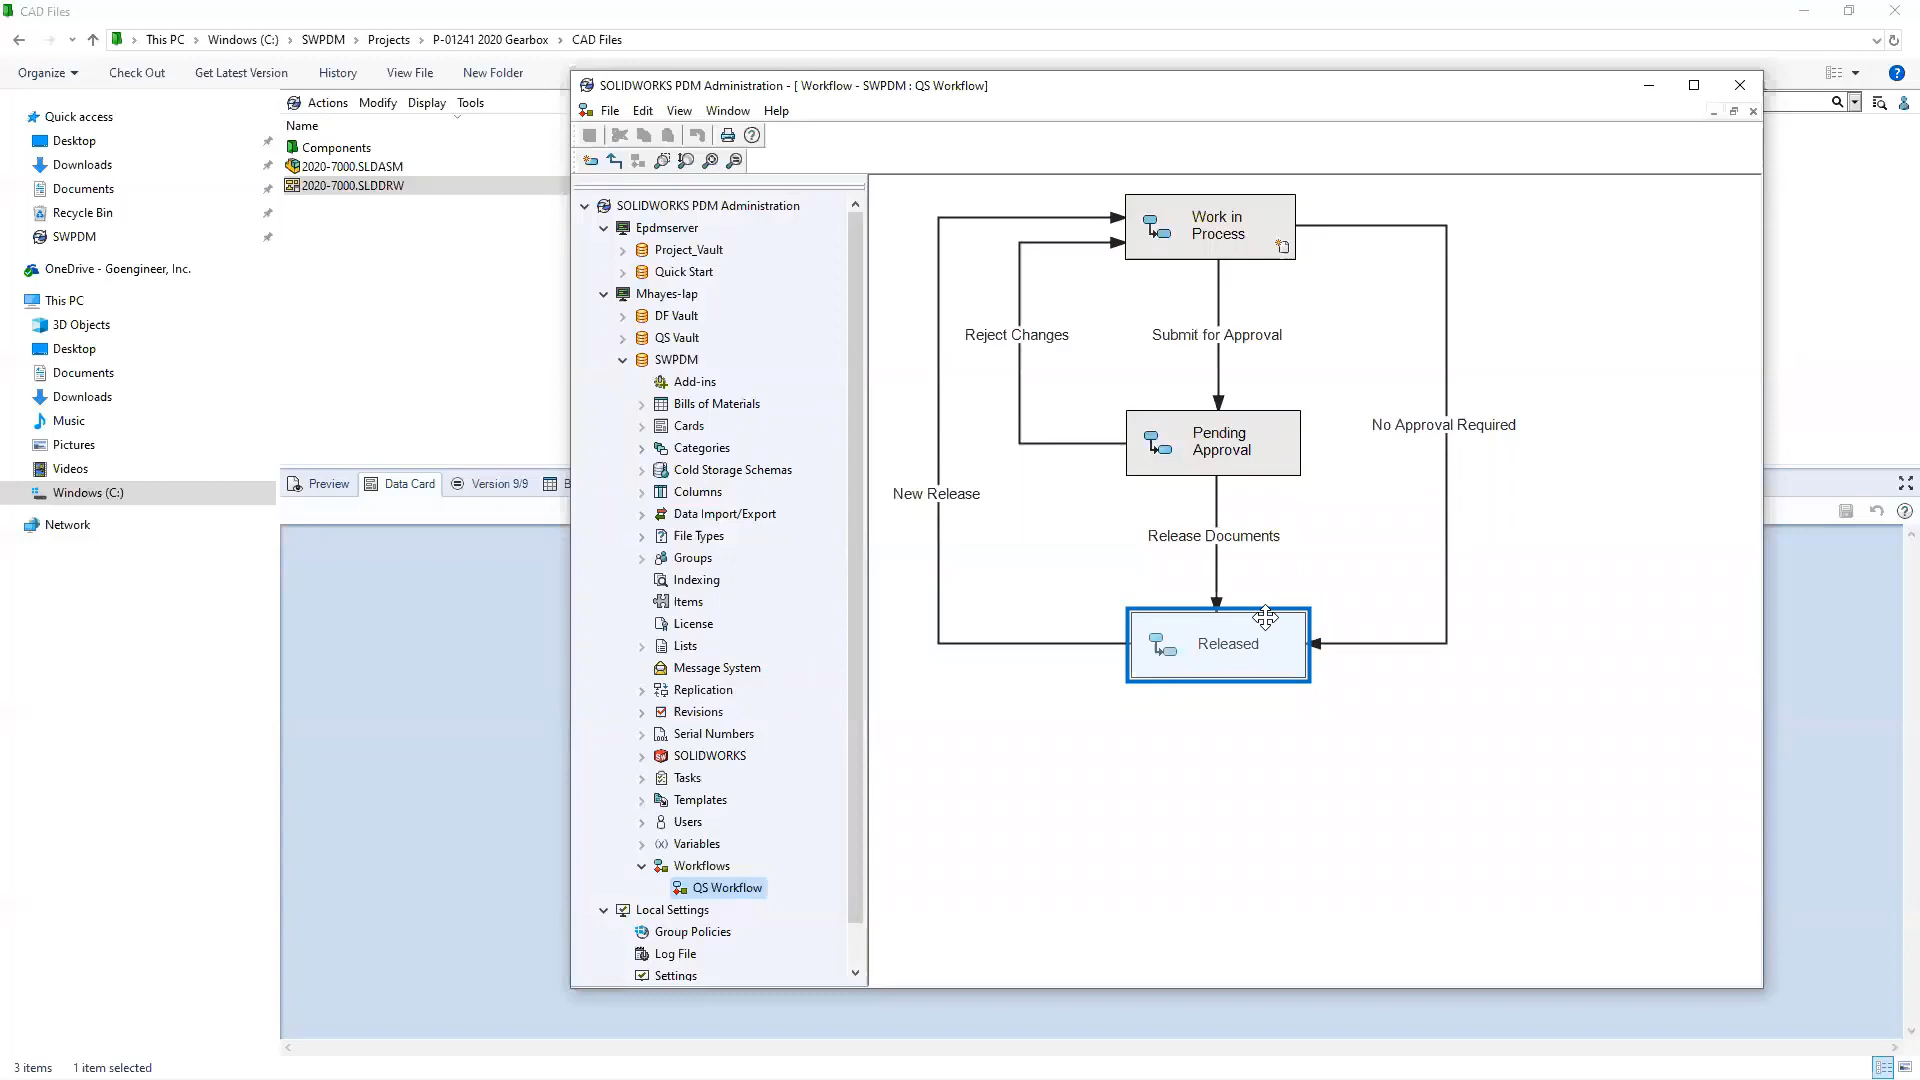 CAD Files
This PC
Windows (C:)
SWPDM
Projects
P-01241 2020 Gearbox
CAD Files
Organize
Check Out
Get Latest Version
History
View File
New Folder
Quick access
Desktop
Downloads
Documents
Recycle Bin
SWPDM
OneDrive - Goengineer, Inc.
This PC
3D Objects
Desktop
Documents
Downloads
Music
Pictures
Videos
Windows (C:)
Network
Actions
Modify
Display
Tools
Name
Components
2020-7000.SLDASM
2020-7000.SLDDRW
Preview
Data Card
Version 9/9
B
SOLIDWORKS PDM Administration - [ Workflow - SWPDM : QS Workflow]
File
Edit
View
Window
Help
SOLIDWORKS PDM Administration
Epdmserver
Project_Vault
Quick Start
Mhayes-lap
DF Vault
QS Vault
SWPDM
Add-ins
Bills of Materials
Cards
Categories
Cold Storage Schemas
Columns
Data Import/Export
File Types
Groups
Indexing
Items
License
Lists
Message System
Replication
Revisions
Serial Numbers
SOLIDWORKS
Tasks
Templates
Users
Variables
Workflows
QS Workflow
Local Settings
Group Policies
Log File
Settings
Work in
Process
Reject Changes
Submit for Approval
No Approval Required
Pending
Approval
New Release
Release Documents
Released
3 items
1 item selected